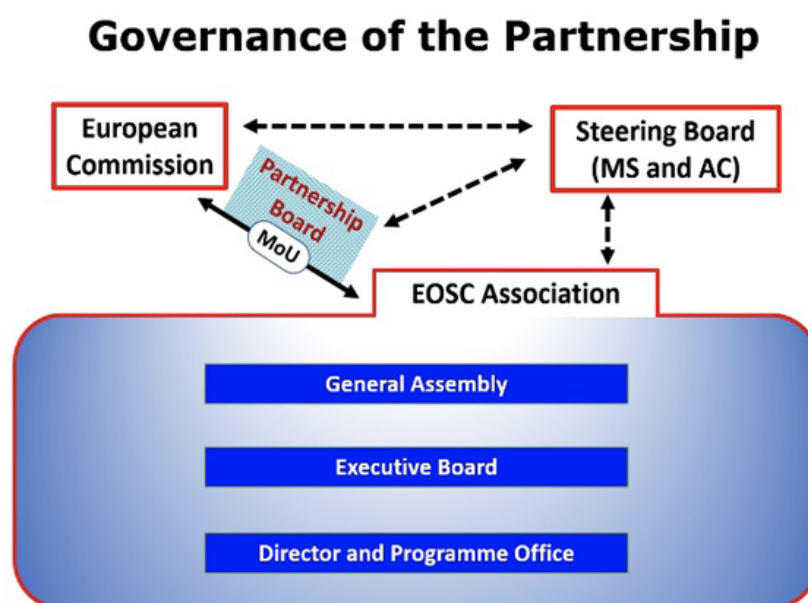 Governance of the Partnership
European
Commission
Steering Board
(MS and AC)
Partnership
Board
MoU
EOSC Association
General Assembly
Executive Board
Director and Programme Office